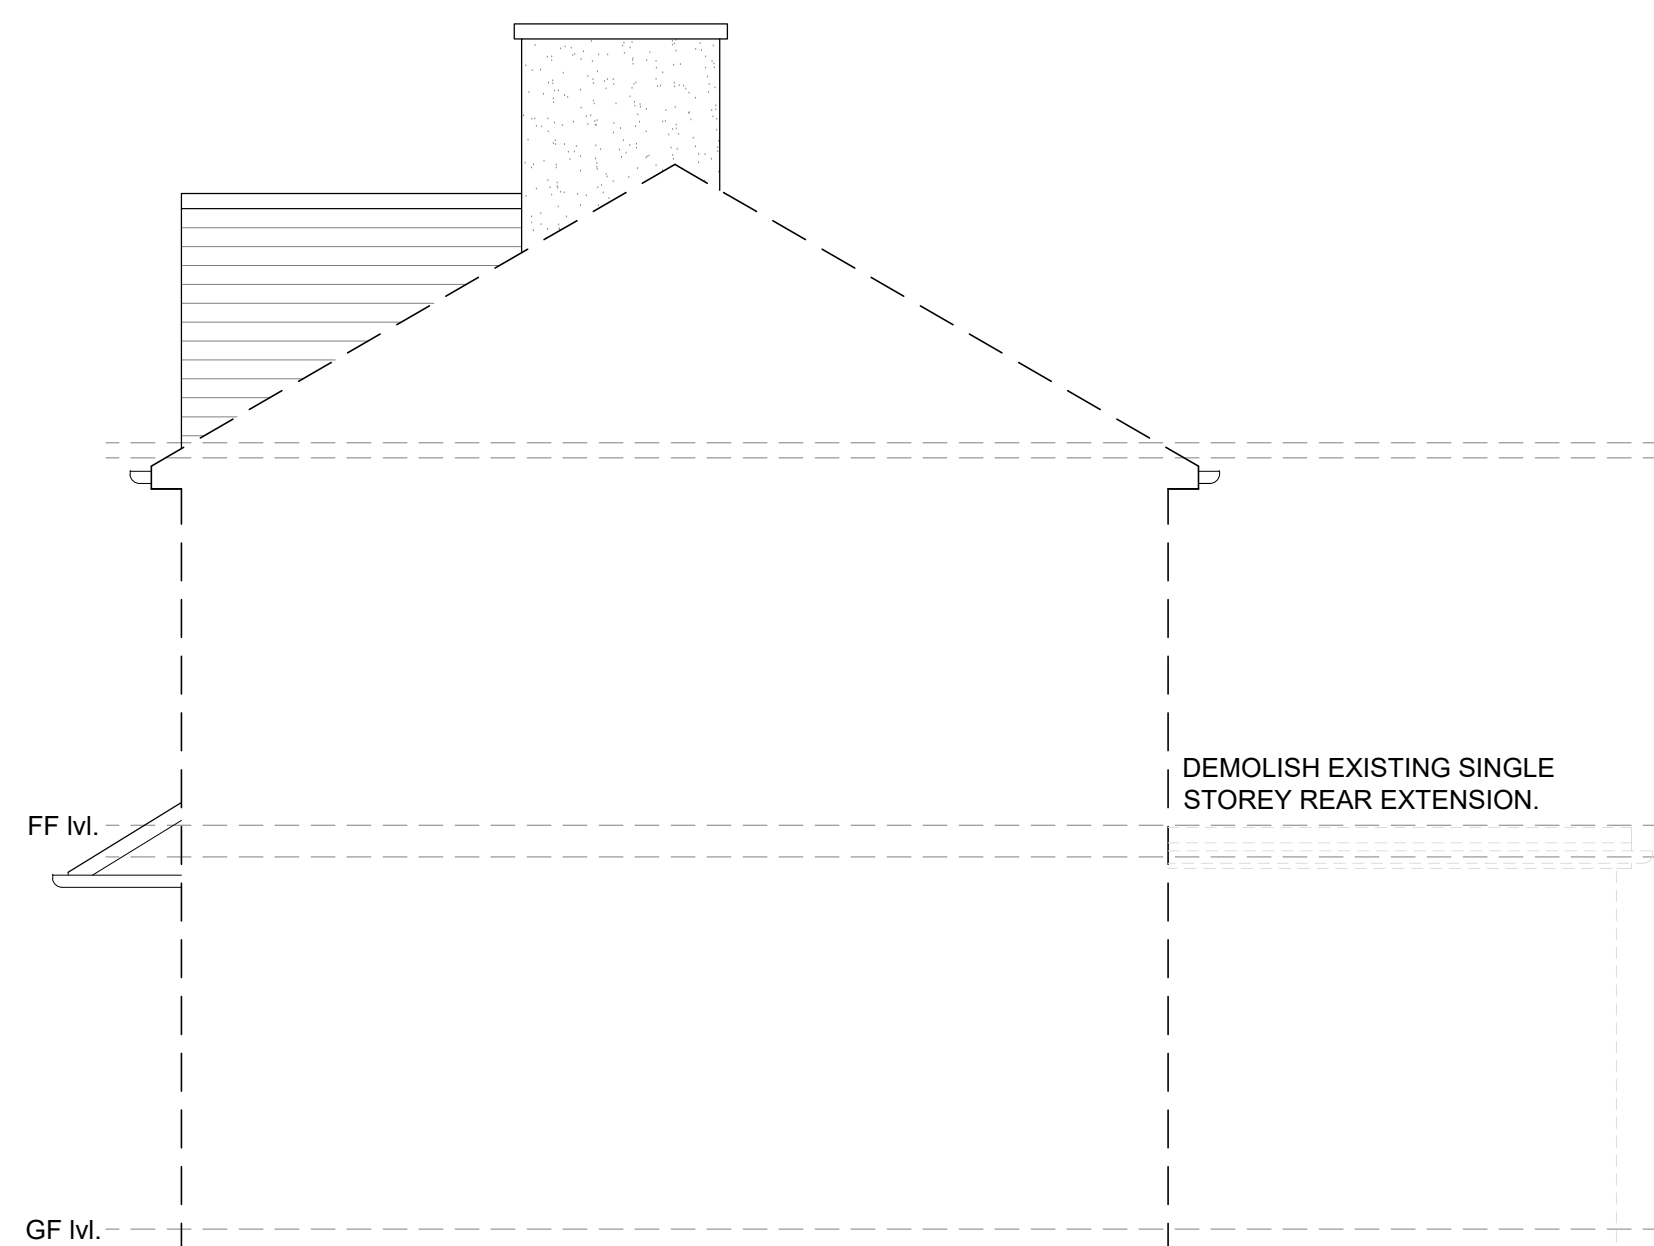 DEMOLISH EXISTING SINGLE
STOREY REAR EXTENSION.
FF lvl.
GF lvl.